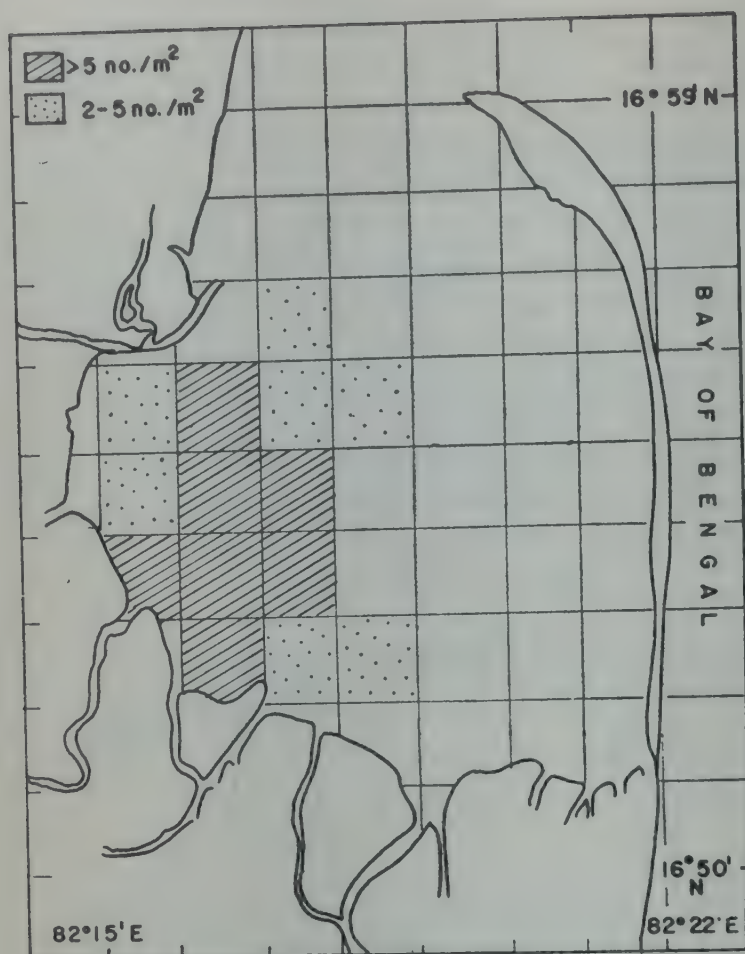 >5 no./m²
2-5 no./m²
16° 59' N
BAY OF BENGAL
16° 50'
N
82° 15' E
82° 22' E